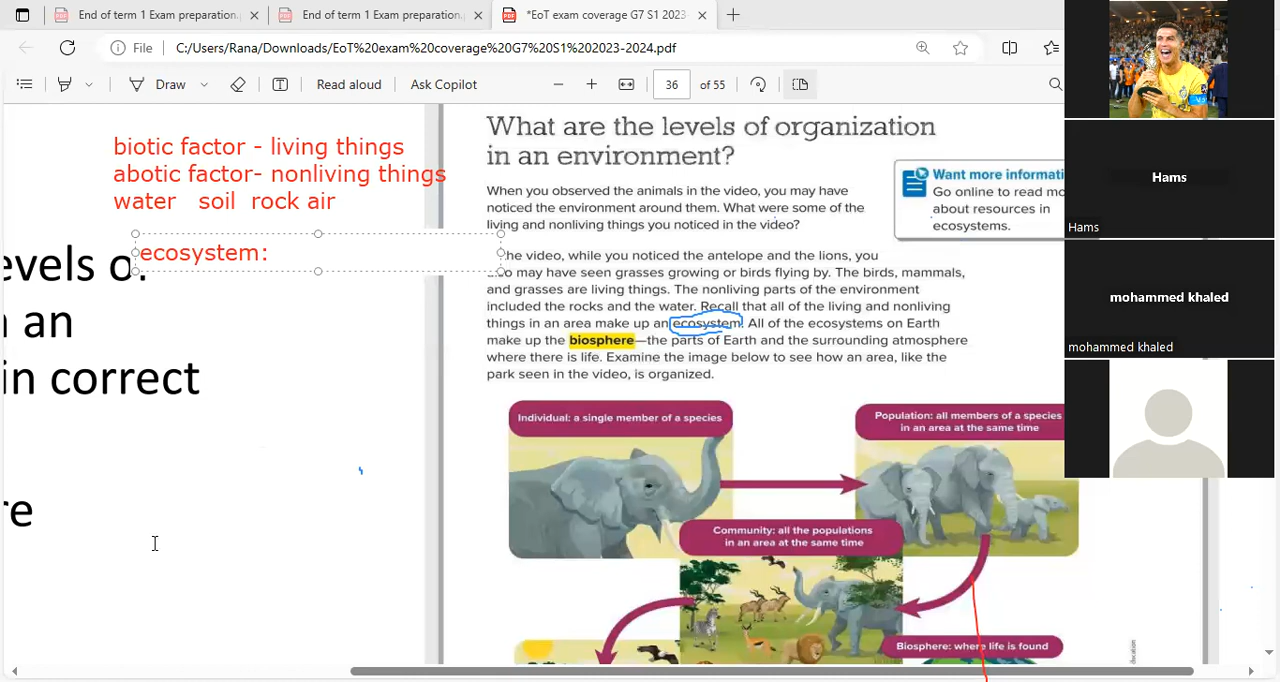 End of term 1 Exam preparation.
End of term 1 Exam preparation.
*EoT exam coverage G7 S1 2023-
File
C:/Users/Rana/Downloads/EoT%20exam%20coverage%20G7%20S1%202023-2024.pdf
Draw
Read aloud
Ask Copilot
36
of 55
biotic factor - living things
abotic factor- nonliving things
water soil rock air
ecosystem:
evels of
an
in correct
re
What are the levels of organization
in an environment?
When you observed the animals in the video, you may have
noticed the environment around them. What were some of the
living and nonliving things you noticed in the video?
the video, while you noticed the antelope and the lions, you
may have seen grasses growing or birds flying by. The birds, mammals,
and grasses are living things. The nonliving parts of the environment
included the rocks and the water. Recall that all of the living and nonliving
things in an area make up an ecosystem. All of the ecosystems on Earth
make up the biosphere—the parts of Earth and the surrounding atmosphere
where there is life. Examine the image below to see how an area, like the
park seen in the video, is organized.
Want more informati
Go online to read mo
about resources in
ecosystems.
Individual: a single member of a species
Population: all members of a species
in an area at the same time
Community: all the populations
in an area at the same time
Biosphere: where life is found
Hams
Hams
mohammed khaled
mohammed khaled